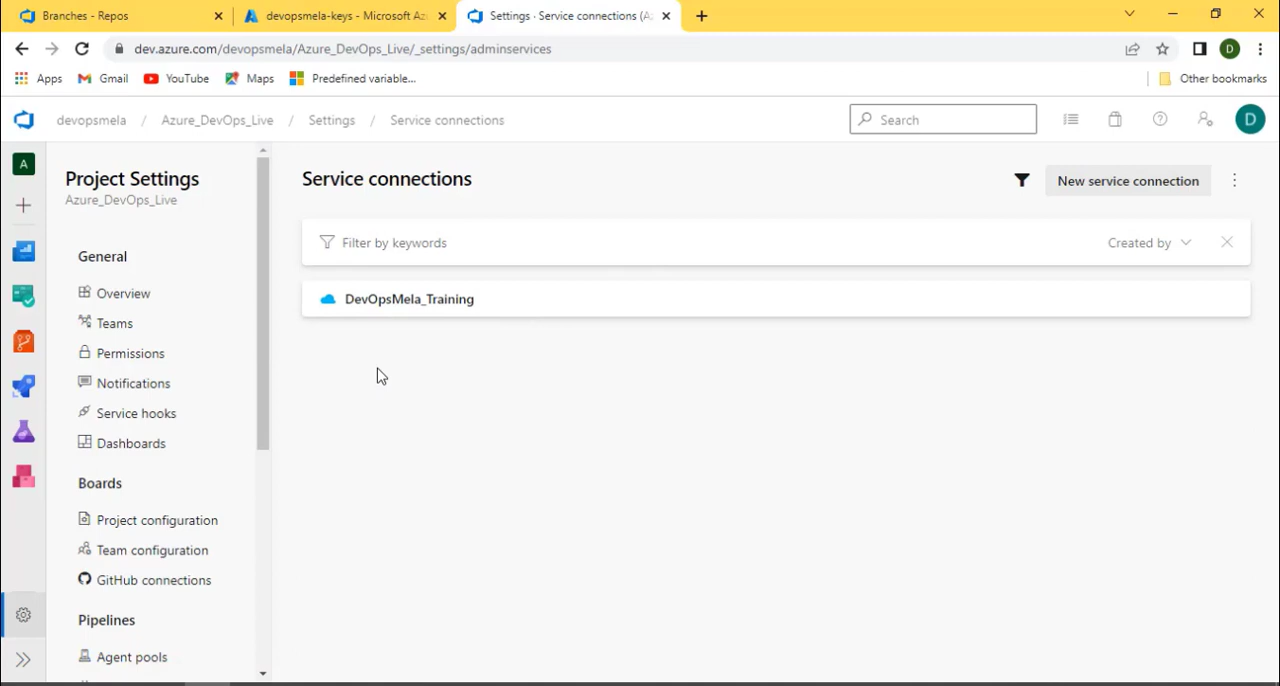 Branches - Repos
devopsmela-keys - Microsoft Az
Settings · Service connections (A
dev.azure.com/devopsmela/Azure_DevOps_Live/_settings/adminservices
D
Apps
Gmail
YouTube
Maps
Predefined variable...
Other bookmarks
devopsmela / Azure_DevOps_Live / Settings / Service connections
Search
D
A
Project Settings
Azure_DevOps_Live
General
Overview
Teams
Permissions
Notifications
Service hooks
Dashboards
Boards
Project configuration
Team configuration
GitHub connections
Pipelines
Agent pools
Service connections
New service connection
Filter by keywords
Created by
DevOpsMela_Training